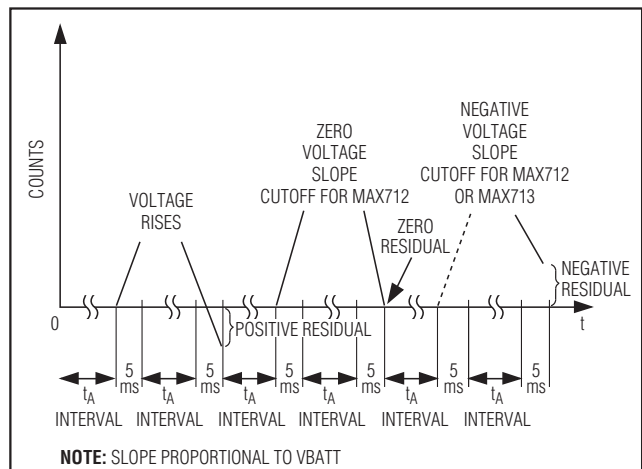 COUNTS
VOLTAGE
RISES
ZERO
VOLTAGE
SLOPE
CUTOFF FOR MAX712
NEGATIVE
VOLTAGE
SLOPE
CUTOFF FOR MAX712
OR MAX713
ZERO
RESIDUAL
NEGATIVE
RESIDUAL
0
t
POSITIVE RESIDUAL
5 5 5 5 5 5
ms ms ms ms ms ms
tA tA tA tA tA tA
INTERVAL INTERVAL INTERVAL INTERVAL INTERVAL INTERVAL
NOTE: SLOPE PROPORTIONAL TO VBATT